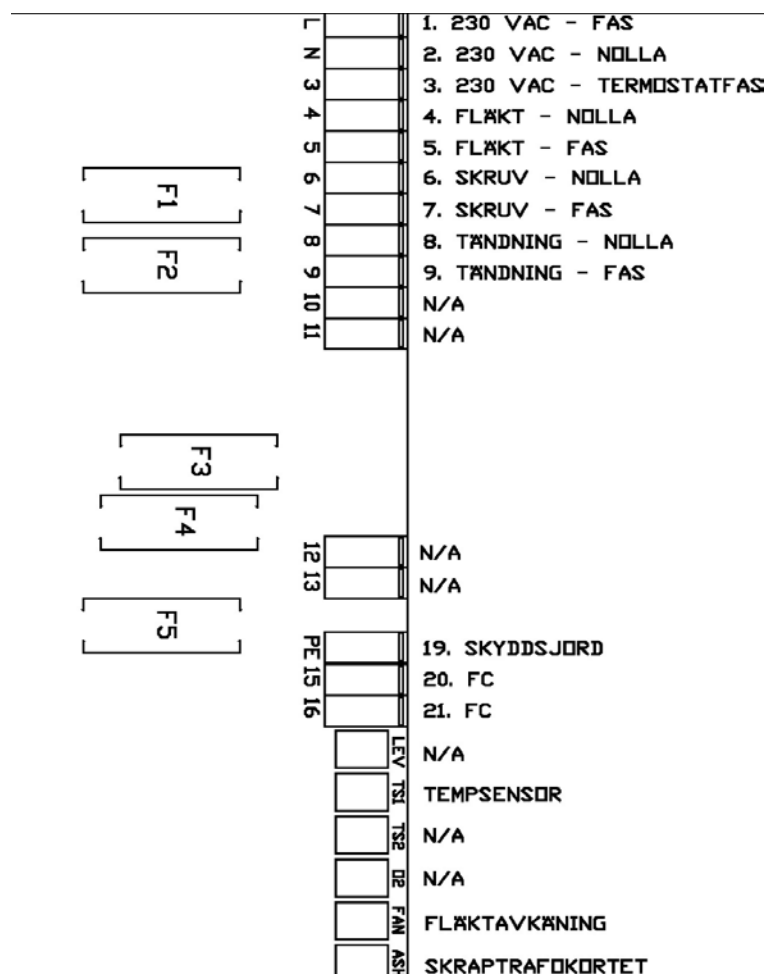 L 1. 230 VAC - FAS
N 2. 230 VAC - NOLLA
3 3. 230 VAC - TERMOSTATFAS
4 4. FLÄKT - NOLLA
5 5. FLÄKT - FAS
6 6. SKRUV - NOLLA
7 7. SKRUV - FAS
8 8. TÄNDNING - NOLLA
9 9. TÄNDNING - FAS
10 N/A
11 N/A
F1
F2
F3
F4
F5
12 N/A
13 N/A
PE 19. SKYDDSJORD
15 20. FC
16 21. FC
LEV N/A
TS1 TEMPSENSOR
TS2 N/A
O2 N/A
FAN FLÄKTAVKÄNING
ASH SKRAPTRAFOKORTET